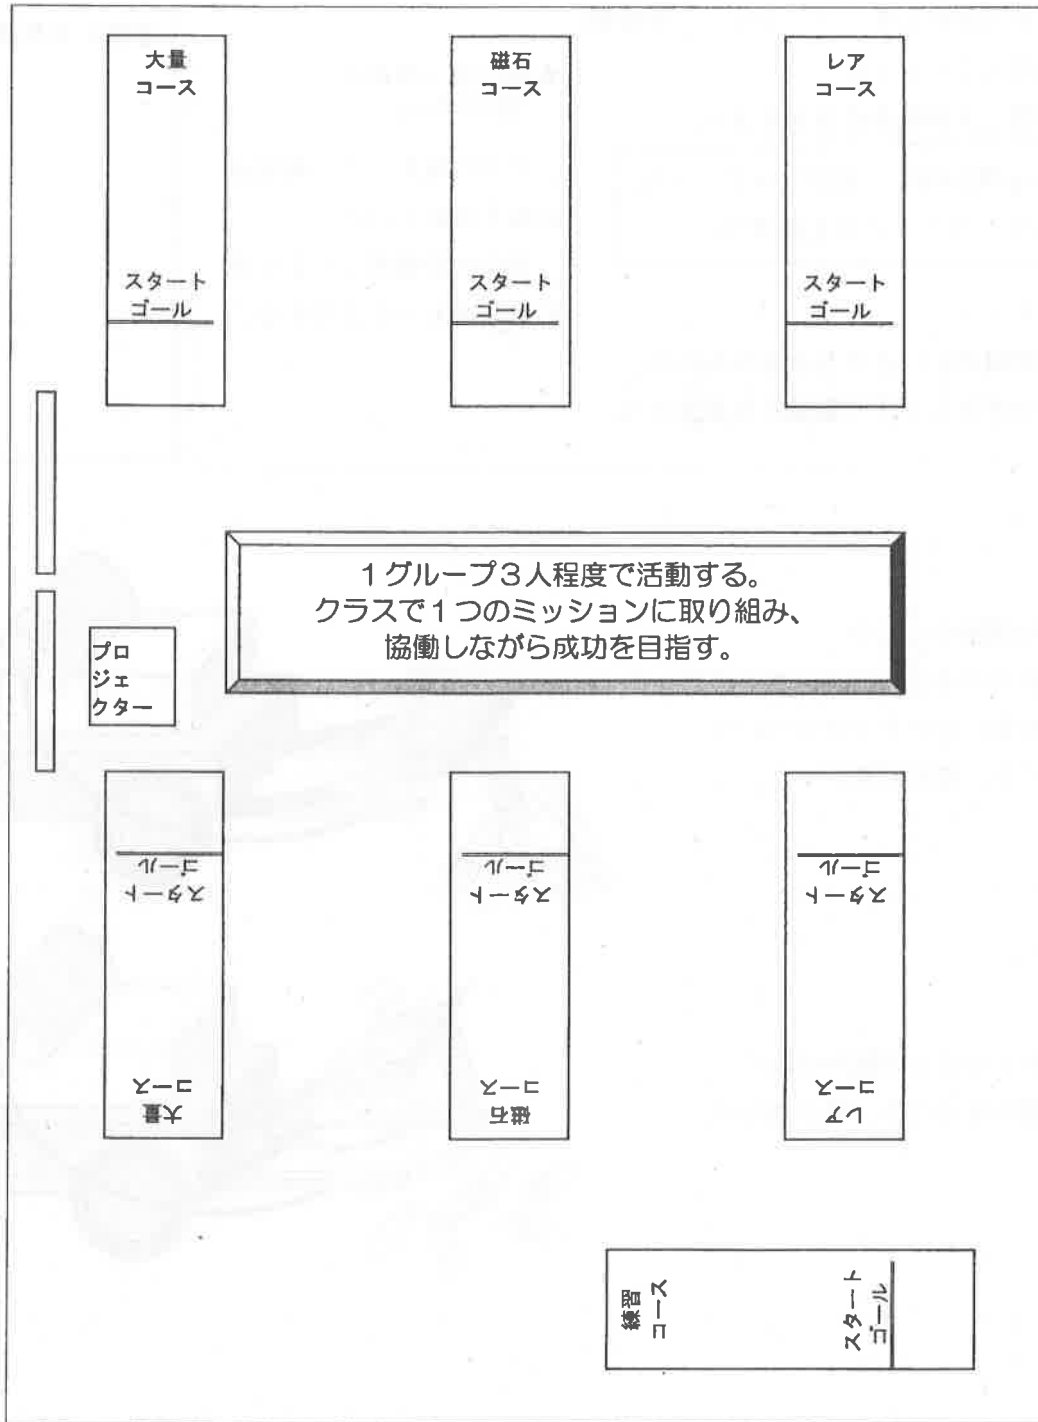 大量
コース
スタート
ゴール
磁石
コース
スタート
ゴール
レア
コース
スタート
ゴール
1グループ3人程度で活動する。
クラスで1つのミッションに取り組み、
協働しながら成功を目指す。
プロ
ジェ
クター
大量
コース
スタート
ゴール
磁石
コース
スタート
ゴール
レア
コース
スタート
ゴール
練習
コース
スタート
ゴール